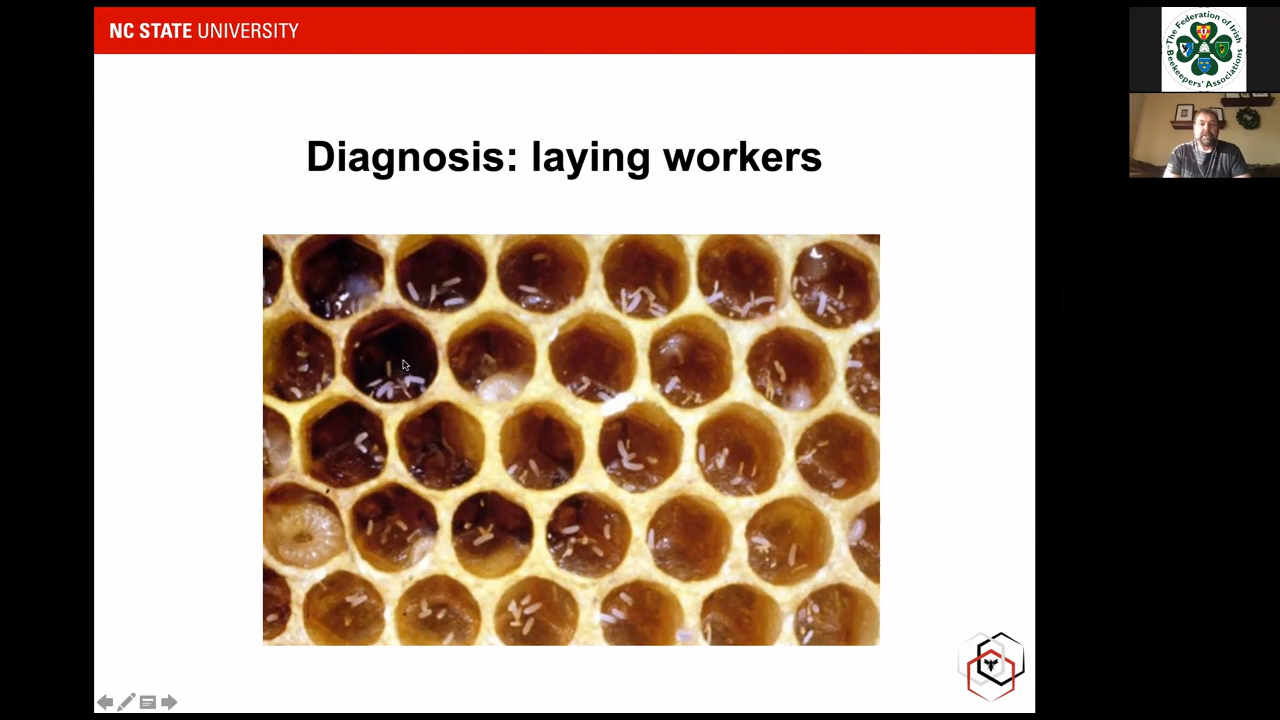 NC STATE UNIVERSITY
Diagnosis: laying workers
The Federation of Irish
Beekeepers' Associations